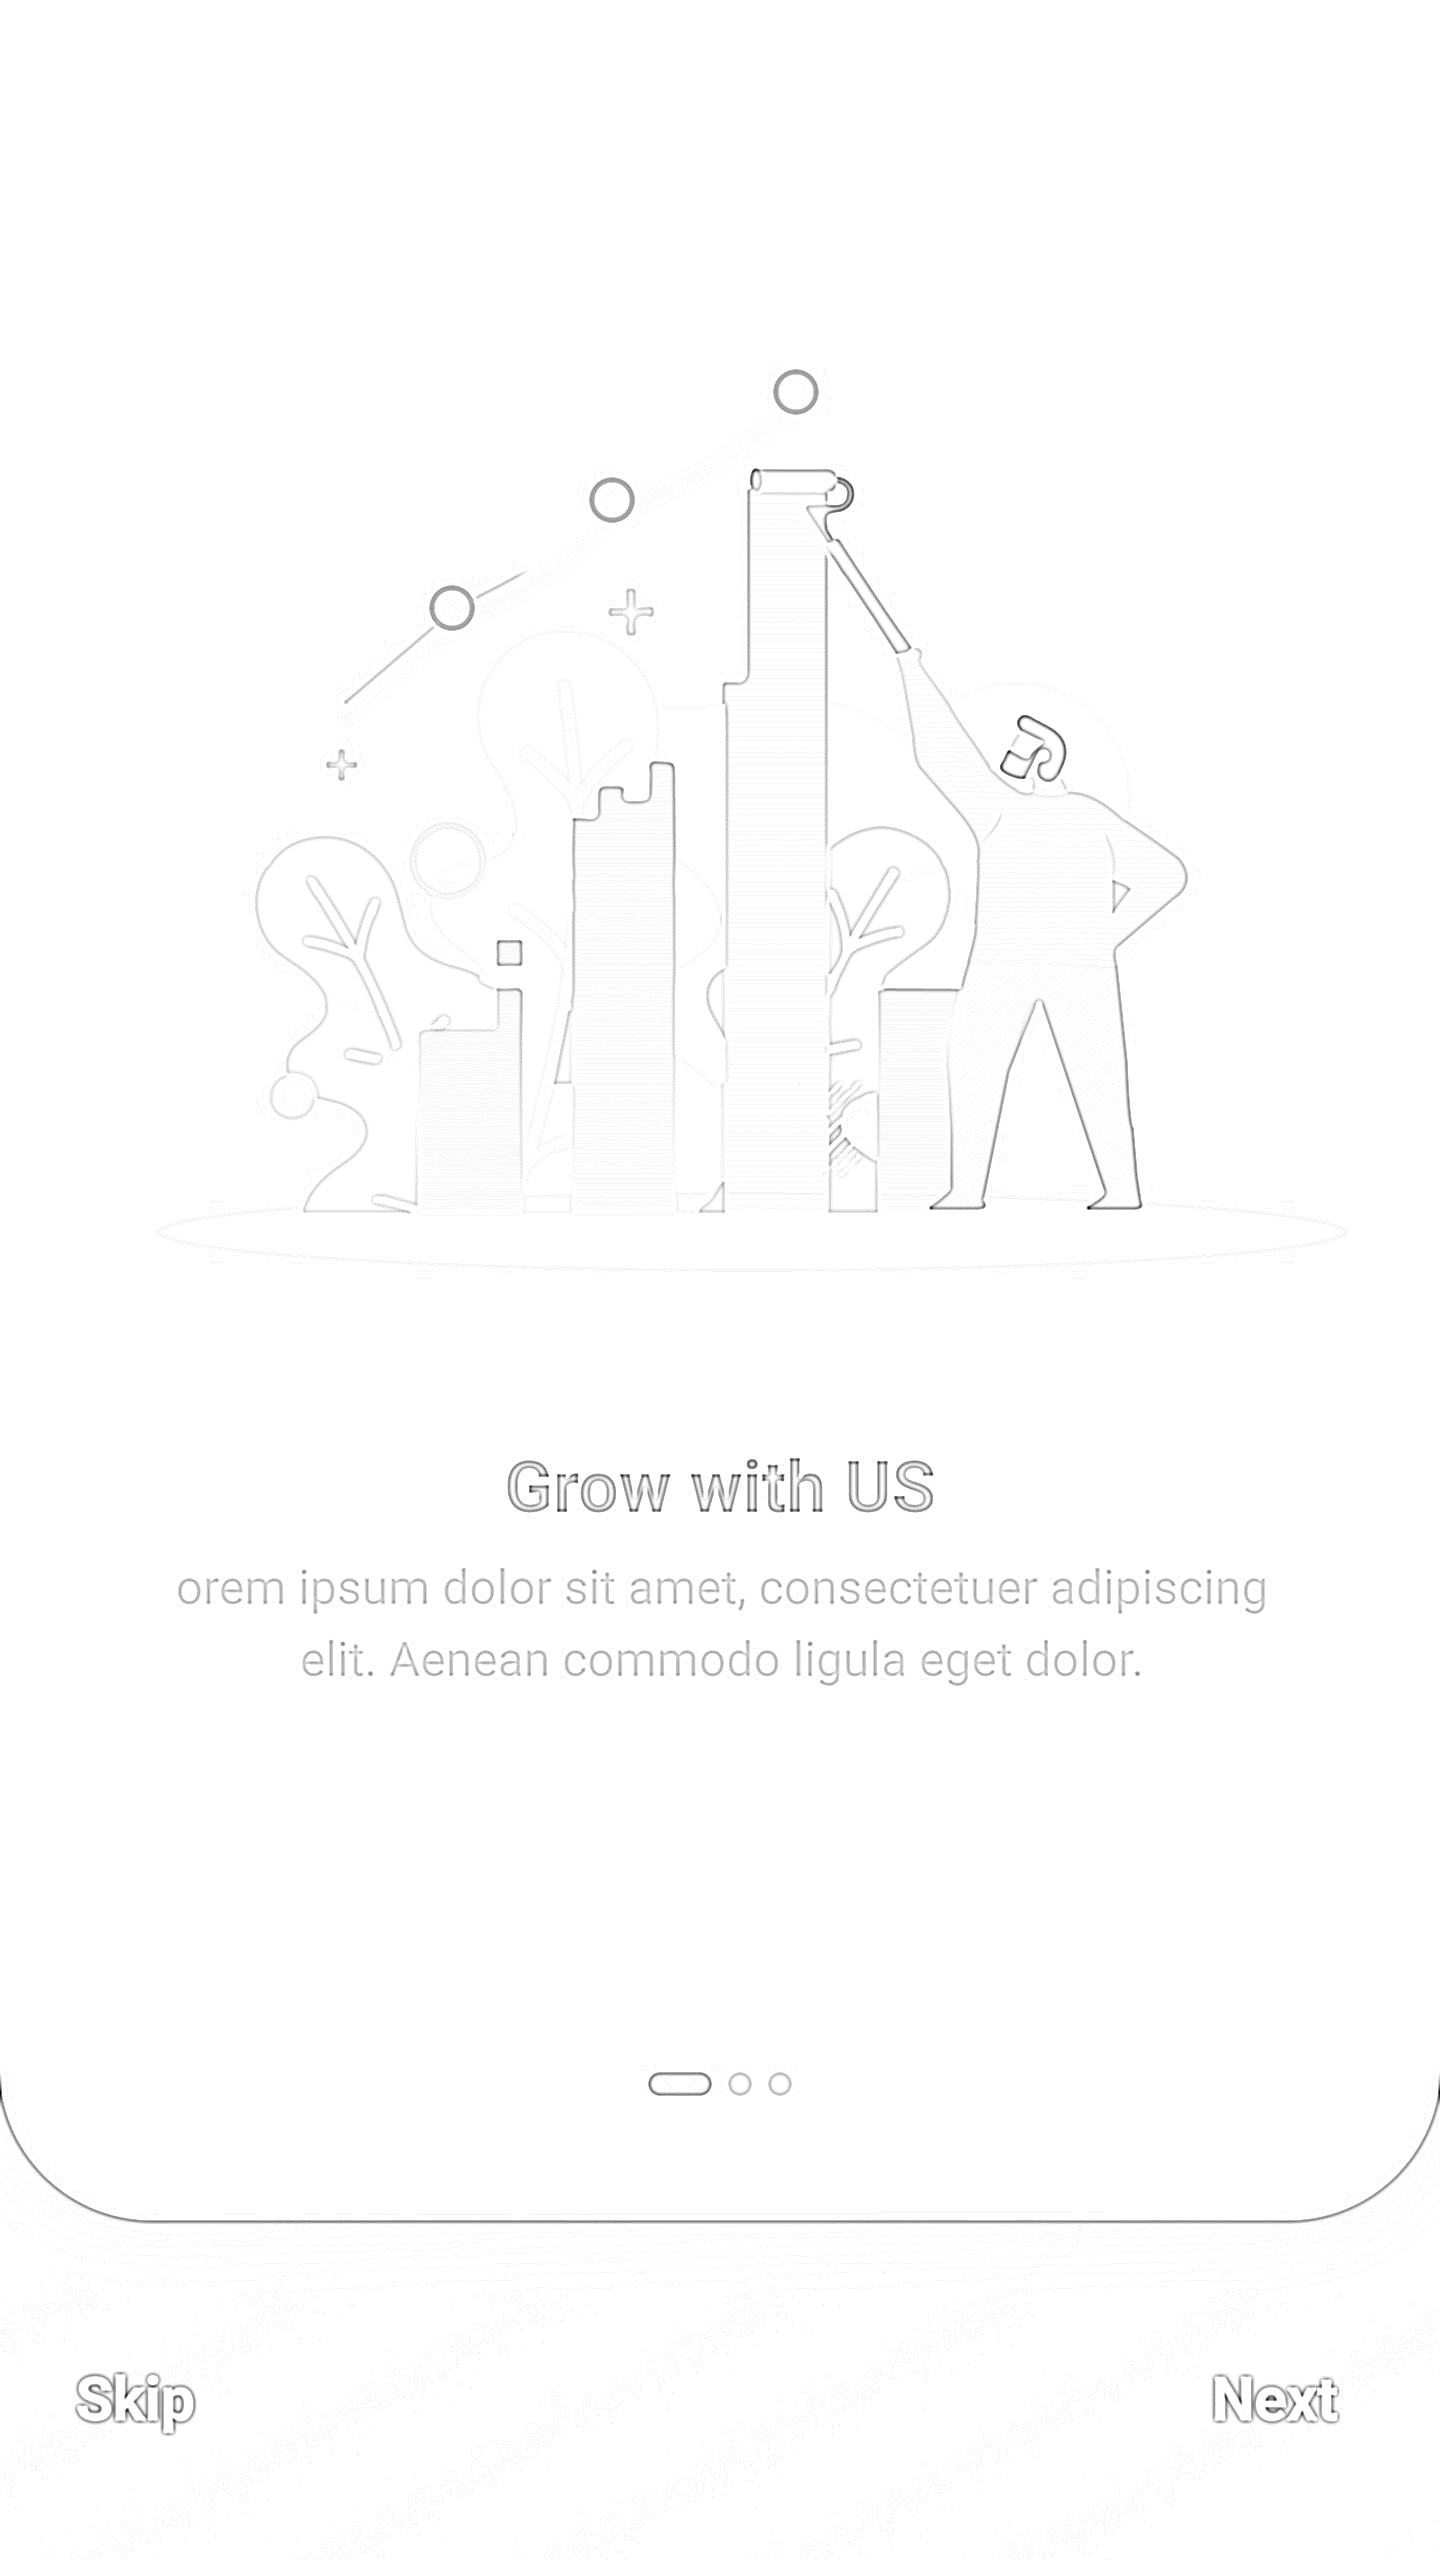 Grow with US
orem ipsum dolor sit amet, consectetuer adipiscing
elit. Aenean commodo ligula eget dolor.
Skip
Next